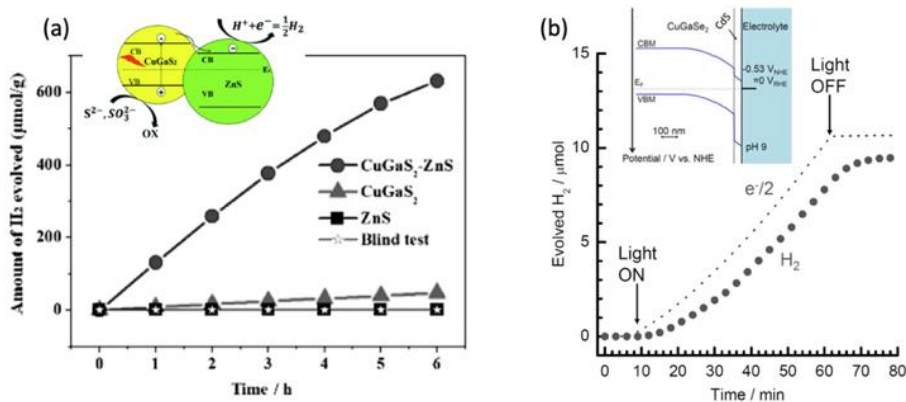 (a)
H⁺+e⁻=½H₂
CB
CuGaS₂
VB
CB
E_f
ZnS
VB
S²⁻,SO₃²⁻
OX
Amount of H₂ evolved (μmol/g)
600
400
200
0
CuGaS₂-ZnS
CuGaS₂
ZnS
Blind test
0 1 2 3 4 5 6
Time / h
(b)
CuGaSe₂
CdS
Electrolyte
CBM
-0.53 V_NHE
=0 V_RHE
E_F
VBM
100 nm
pH 9
Potential / V vs. NHE
Light
OFF
Evolved H₂ / μmol
15
10
5
0
e⁻/2
H₂
Light
ON
0 10 20 30 40 50 60 70 80
Time / min